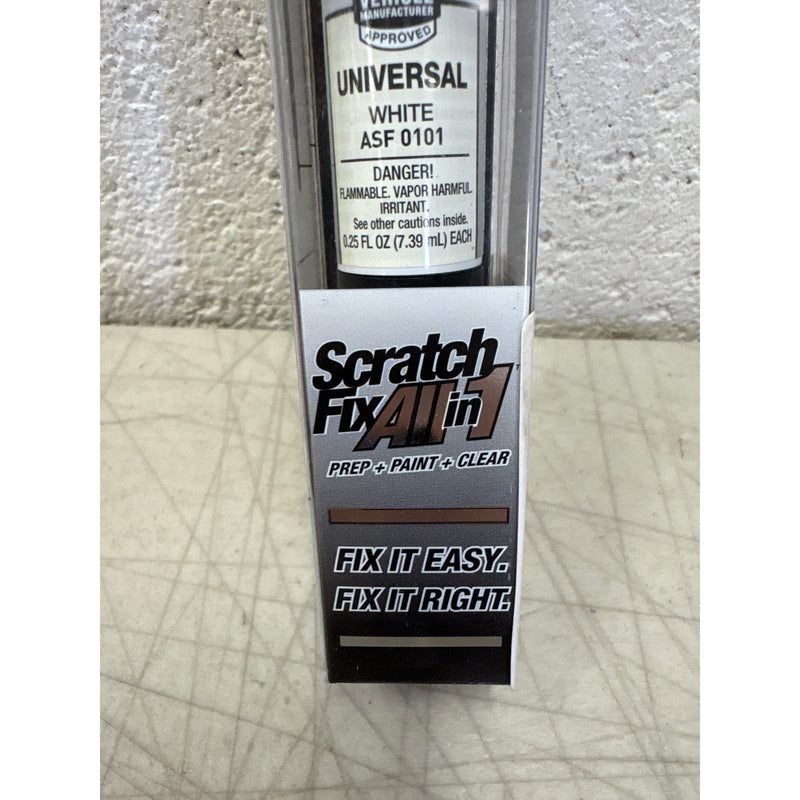 VEHICLE
MANUFACTURER
APPROVED
UNIVERSAL
WHITE
ASF 0101
DANGER!
FLAMMABLE. VAPOR HARMFUL.
IRRITANT.
See other cautions inside.
0.25 FL OZ (7.39 mL) EACH
Scratch
Fix All in 1
PREP + PAINT + CLEAR
FIX IT EASY.
FIX IT RIGHT.